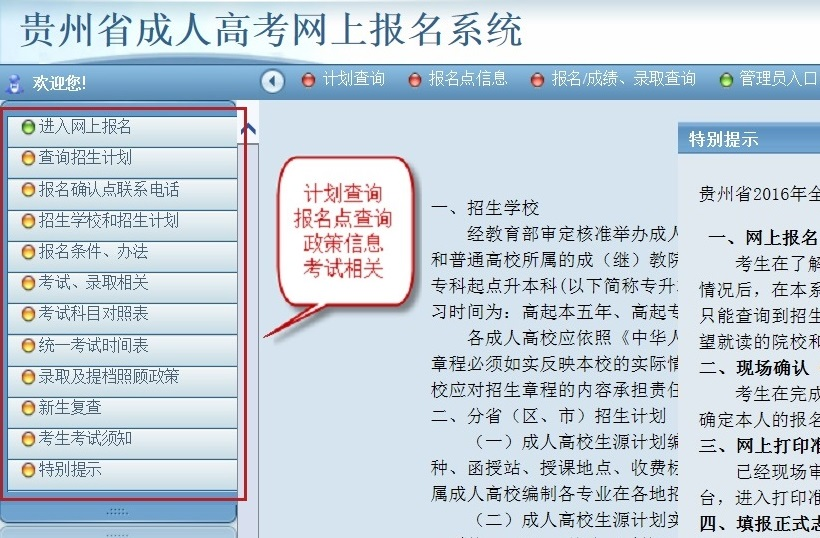 贵州省成人高考网上报名系统
欢迎您!
计划查询
报名点信息
报名/成绩、录取查询
管理员入口
进入网上报名
查询招生计划
报名确认点联系电话
招生学校和招生计划
报名条件、办法
考试、录取相关
考试科目对照表
统一考试时间表
录取及提档照顾政策
新生复查
考生考试须知
特别提示
计划查询
报名点查询
政策信息
考试相关
一、招生学校
经教育部审定核准举办成人
和普通高校所属的成（继）教院
专科起点升本科(以下简称专升
习时间为：高起本五年、高起专
各成人高校应依照《中华人
章程必须如实反映本校的实际情
校应对招生章程的内容承担责任
二、分省（区、市）招生计划
（一）成人高校生源计划编
种、函授站、授课地点、收费标
属成人高校编制各专业在各地招
（二）成人高校生源计划实
特别提示
贵州省2016年全
一、网上报名
考生在了解
情况后，在本系
只能查询到招生
望就读的院校和
二、现场确认
考生在完成
确定本人的报名
三、网上打印准
已经现场审
台，进入打印准
四、填报正式志